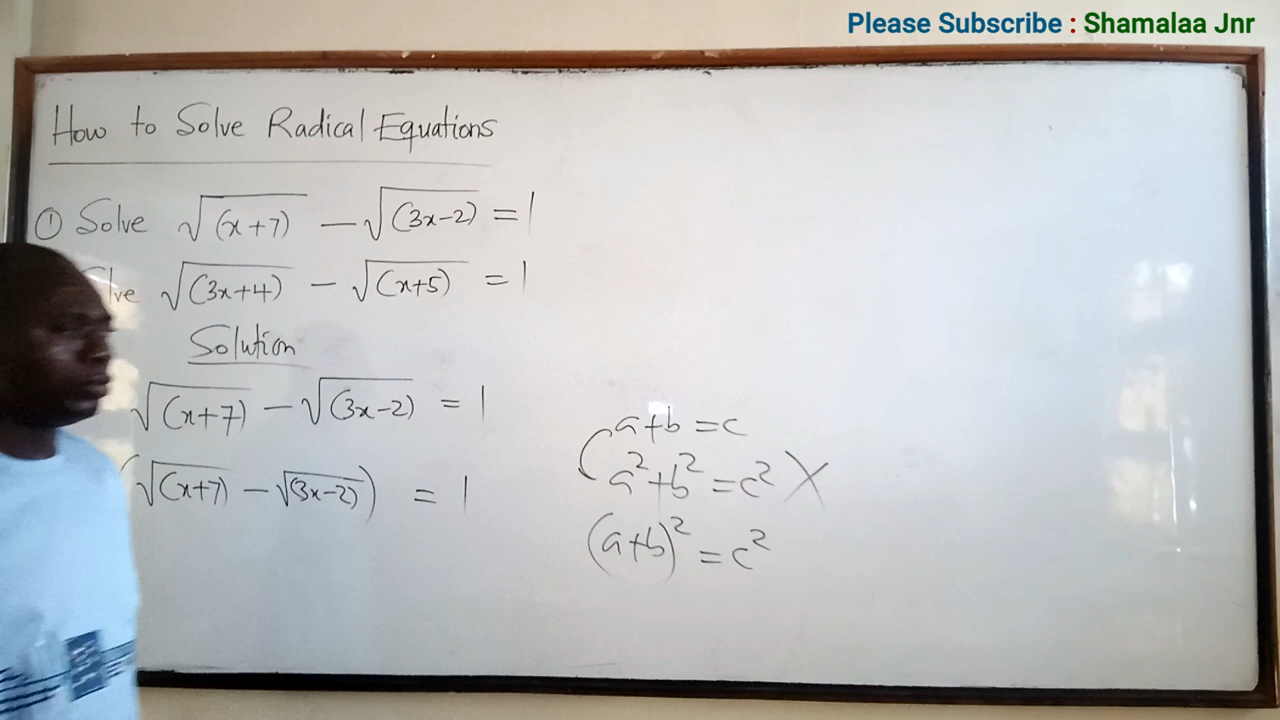 Please Subscribe : Shamalaa Jnr
How to Solve Radical Equations
① Solve √(x+7) − √(3x−2) = 1
√(3x+4) − √(x+5) = 1
Solution
√(x+7) − √(3x−2) = 1
(√(x+7) − √(3x−2)) = 1
a+b = c
a²+b² = c² X
(a+b)² = c²